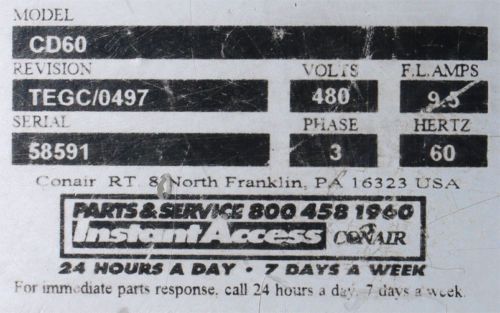 MODEL
CD60
REVISION VOLTS F.L.AMPS
TEGC/0497 480 9.5
SERIAL PHASE HERTZ
58591 3 60
Conair RT. 8 North Franklin, PA 16323 USA
PARTS & SERVICE 800 458 1960
Instant Access CONAIR
24 HOURS A DAY • 7 DAYS A WEEK
For immediate parts response, call 24 hours a day, 7 days a week.